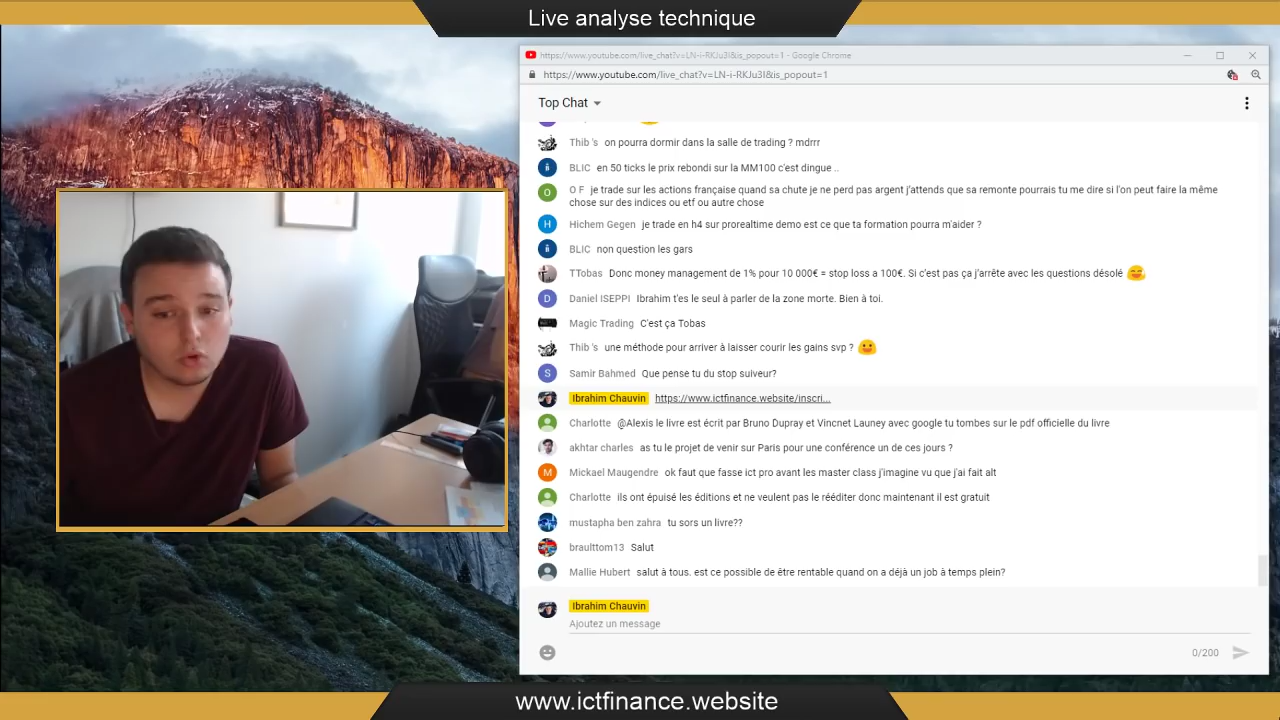 Live analyse technique
https://www.youtube.com/live_chat?v=LN-i-RKJu3I&is_popout=1 - Google Chrome
https://www.youtube.com/live_chat?v=LN-i-RKJu3I&is_popout=1
Top Chat
Thib 's on pourra dormir dans la salle de trading ? mdrrr
BLIC en 50 ticks le prix rebondi sur la MM100 c'est dingue ..
O F je trade sur les actions française quand sa chute je ne perd pas argent j'attends que sa remonte pourrais tu me dire si l'on peut faire la même
chose sur des indices ou etf ou autre chose
Hichem Gegen je trade en h4 sur prorealtime demo est ce que ta formation pourra m'aider ?
BLIC non question les gars
TTobas Donc money management de 1% pour 10 000€ = stop loss a 100€. Si c'est pas ça j'arrête avec les questions désolé
Daniel ISEPPI Ibrahim t'es le seul à parler de la zone morte. Bien à toi.
Magic Trading C'est ça Tobas
Thib 's une méthode pour arriver à laisser courir les gains svp ?
Samir Bahmed Que pense tu du stop suiveur?
Ibrahim Chauvin https://www.ictfinance.website/inscri...
Charlotte @Alexis le livre est écrit par Bruno Dupray et Vincnet Launey avec google tu tombes sur le pdf officielle du livre
akhtar charles as tu le projet de venir sur Paris pour une conférence un de ces jours ?
Mickael Maugendre ok faut que fasse ict pro avant les master class j'imagine vu que j'ai fait alt
Charlotte ils ont épuisé les éditions et ne veulent pas le rééditer donc maintenant il est gratuit
mustapha ben zahra tu sors un livre??
braulttom13 Salut
Mallie Hubert salut à tous. est ce possible de être rentable quand on a déjà un job à temps plein?
Ibrahim Chauvin
Ajoutez un message
0/200
www.ictfinance.website